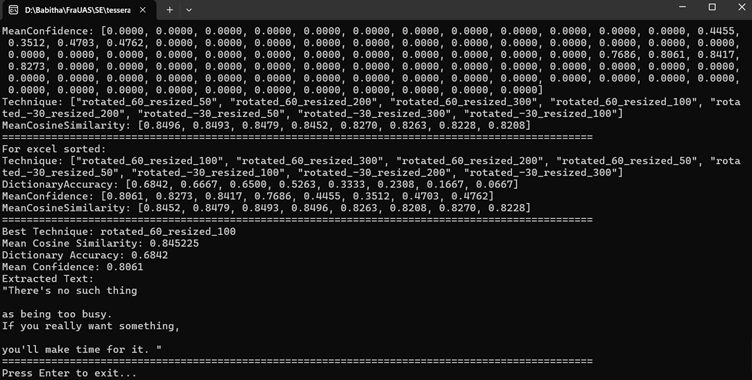 D:\Babitha\FraUAS\SE\tessera
MeanConfidence: [0.0000, 0.0000, 0.0000, 0.0000, 0.0000, 0.0000, 0.0000, 0.0000, 0.0000, 0.0000, 0.0000, 0.0000, 0.4455,
0.3512, 0.4703, 0.4762, 0.0000, 0.0000, 0.0000, 0.0000, 0.0000, 0.0000, 0.0000, 0.0000, 0.0000, 0.0000, 0.0000, 0.0000,
0.0000, 0.0000, 0.0000, 0.0000, 0.0000, 0.0000, 0.0000, 0.0000, 0.0000, 0.0000, 0.0000, 0.0000, 0.7686, 0.8061, 0.8417,
0.8273, 0.0000, 0.0000, 0.0000, 0.0000, 0.0000, 0.0000, 0.0000, 0.0000, 0.0000, 0.0000, 0.0000, 0.0000, 0.0000, 0.0000,
0.0000, 0.0000, 0.0000, 0.0000, 0.0000, 0.0000, 0.0000, 0.0000, 0.0000, 0.0000, 0.0000, 0.0000, 0.0000, 0.0000, 0.0000,
0.0000, 0.0000, 0.0000, 0.0000, 0.0000, 0.0000, 0.0000, 0.0000, 0.0000, 0.0000, 0.0000]
Technique: ["rotated_60_resized_50", "rotated_60_resized_200", "rotated_60_resized_300", "rotated_60_resized_100", "rota
ted_-30_resized_200", "rotated_-30_resized_50", "rotated_-30_resized_300", "rotated_-30_resized_100"]
MeanCosineSimilarity: [0.8496, 0.8493, 0.8479, 0.8452, 0.8270, 0.8263, 0.8228, 0.8208]
================================================================================================
For excel sorted:
Technique: ["rotated_60_resized_100", "rotated_60_resized_300", "rotated_60_resized_200", "rotated_60_resized_50", "rota
ted_-30_resized_50", "rotated_-30_resized_100", "rotated_-30_resized_200", "rotated_-30_resized_300"]
DictionaryAccuracy: [0.6842, 0.6667, 0.6500, 0.5263, 0.3333, 0.2308, 0.1667, 0.0667]
MeanConfidence: [0.8061, 0.8273, 0.8417, 0.7686, 0.4455, 0.3512, 0.4703, 0.4762]
MeanCosineSimilarity: [0.8452, 0.8479, 0.8493, 0.8496, 0.8263, 0.8208, 0.8270, 0.8228]
================================================================================================
Best Technique: rotated_60_resized_100
Mean Cosine Similarity: 0.845225
Dictionary Accuracy: 0.6842
Mean Confidence: 0.8061
Extracted Text:
"There's no such thing
as being too busy.
If you really want something,
you'll make time for it. "
================================================================================================
Press Enter to exit...